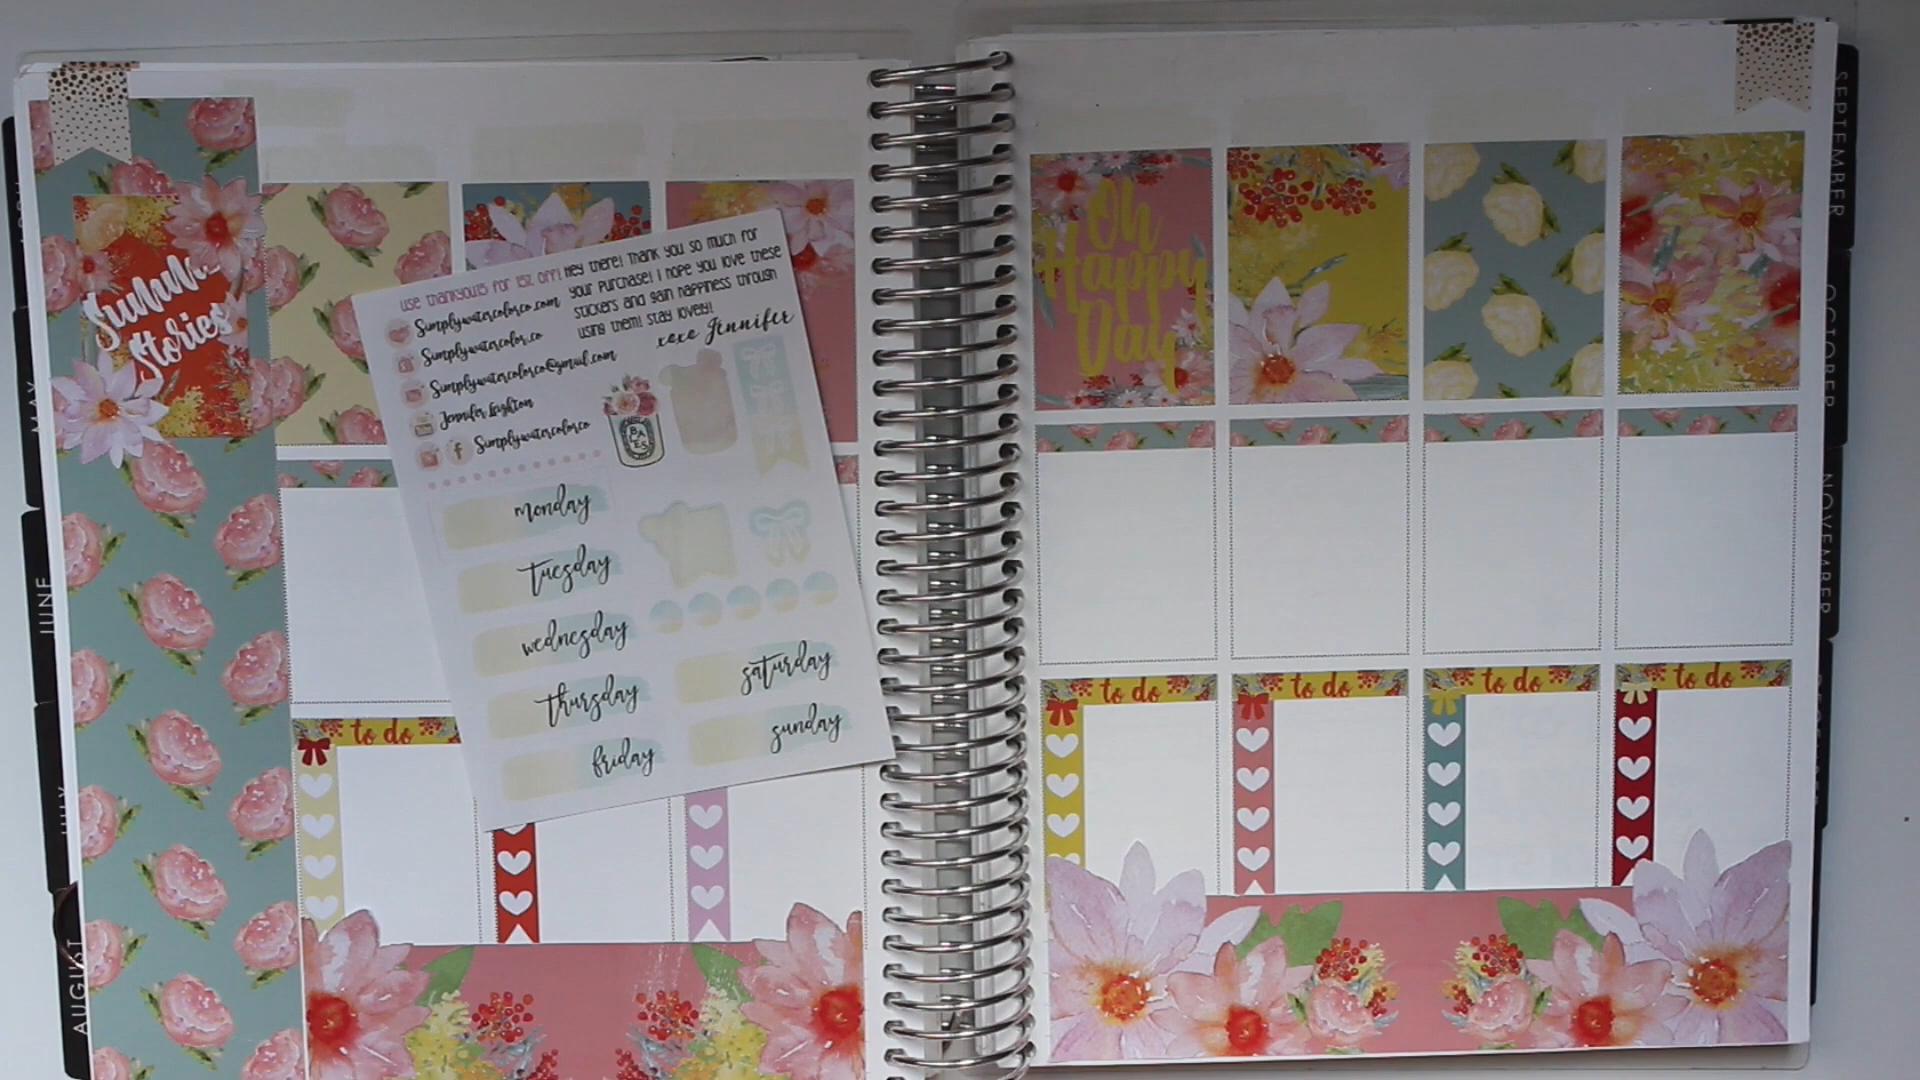 Summer
Stories
use thankyou15 for 15% off!
Simplywatercolorco.com
Simplywatercolor.co
Simplywatercolorco@gmail.com
Jennifer Leighton
Simplywatercolorco
Hey there! Thank you so much for
your purchase! I hope you love these
stickers and gain happiness through
using them! Stay lovely!
xoxo Jennifer
monday
tuesday
wednesday
thursday
friday
saturday
sunday
to do
Oh
Happy
Day
to do
to do
to do
to do
MAY
JUNE
JULY
AUGUST
SEPTEMBER
OCTOBER
NOVEMBER